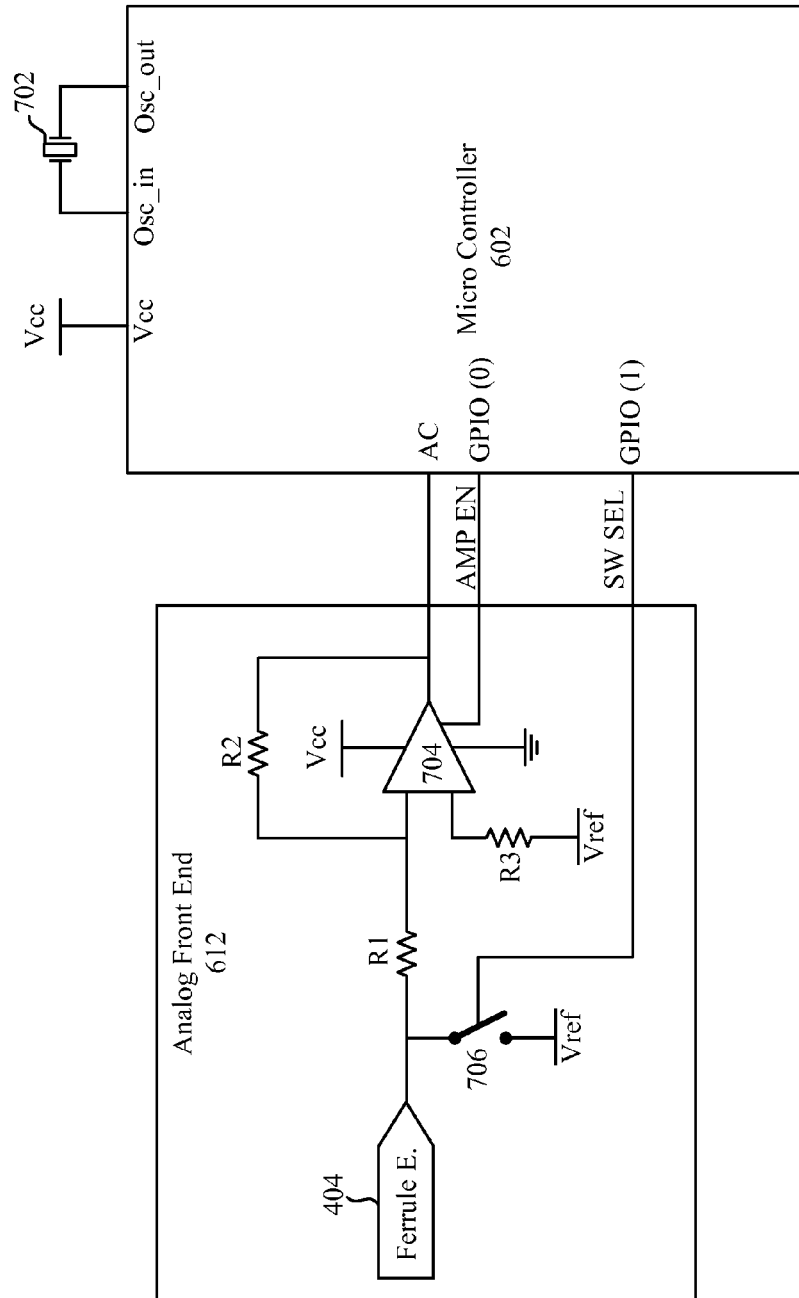 702
Osc_in
Osc_out
Vcc
Vcc
Micro Controller
602
AC
AMP EN
GPIO (0)
SW SEL
GPIO (1)
Analog Front End
612
R2
Vcc
704
R1
R3
Vref
404
Ferrule E.
706
Vref